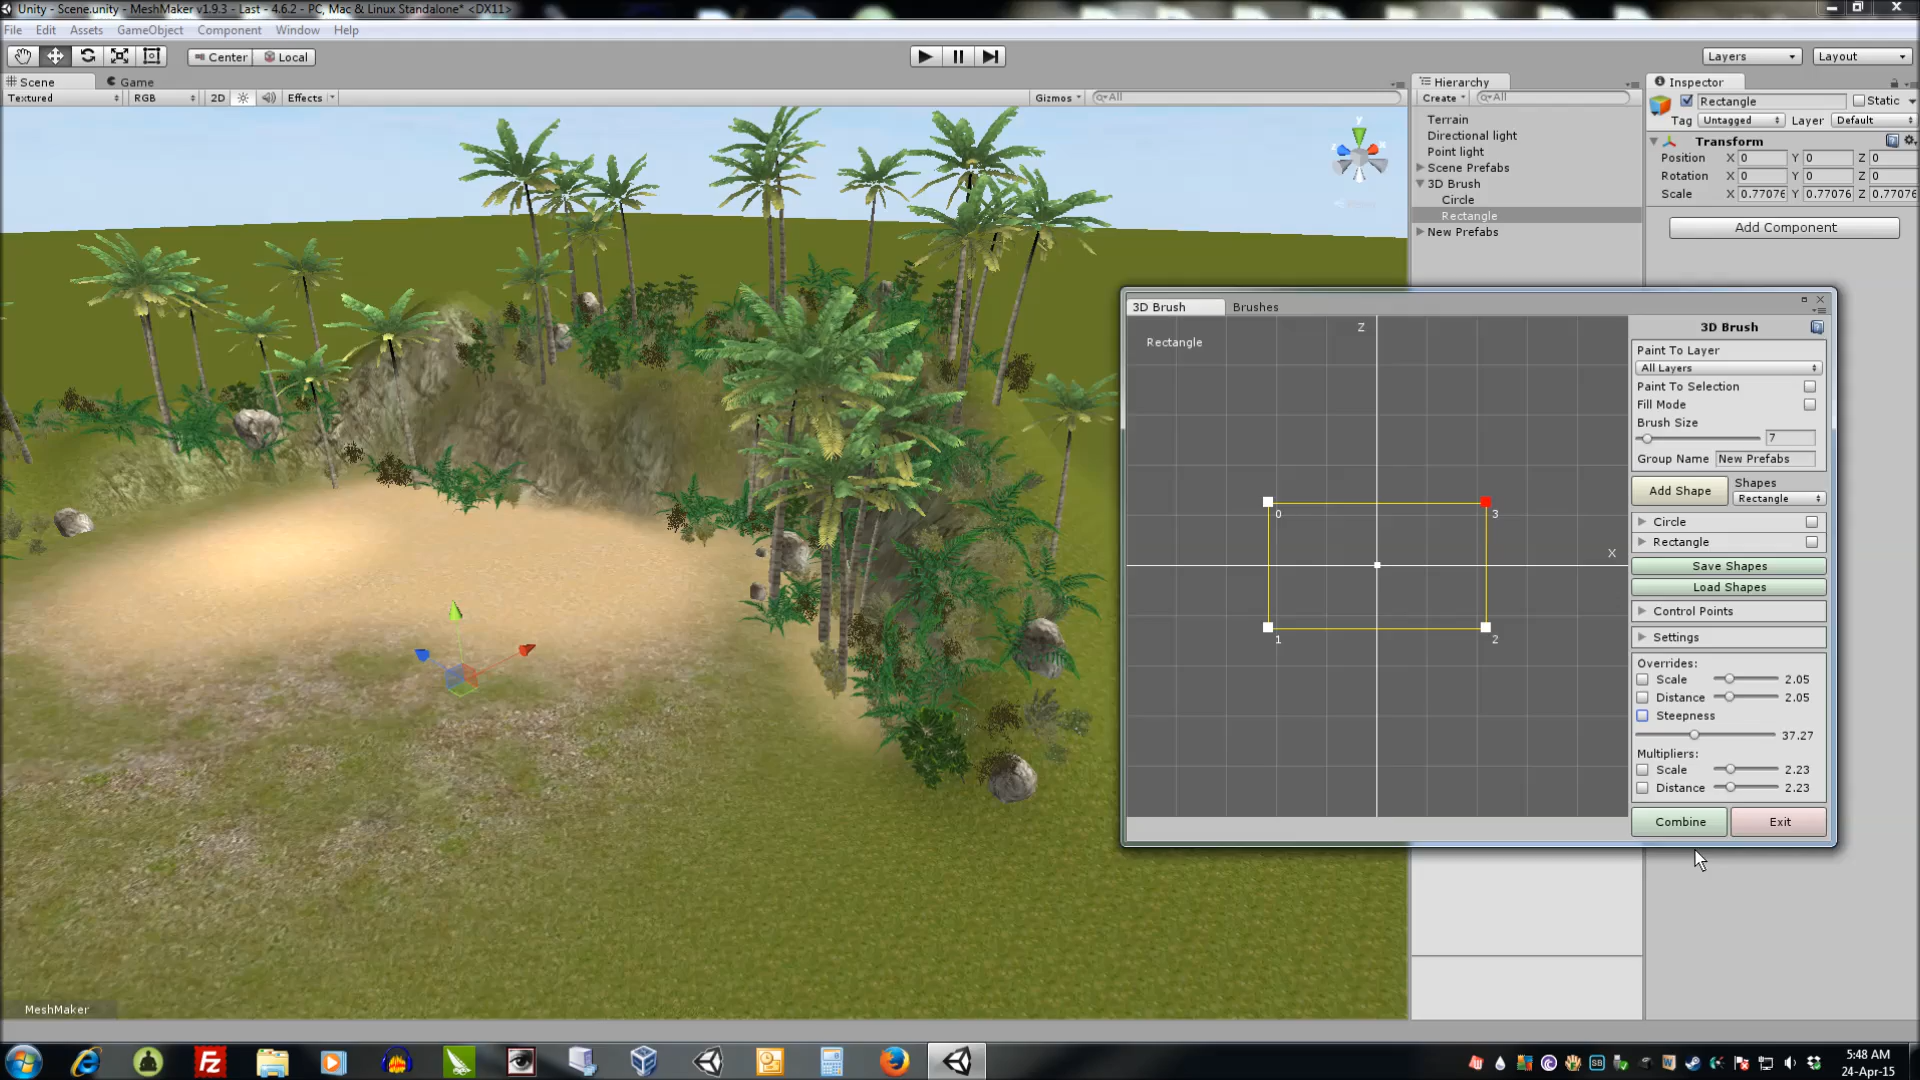 Unity - Scene.unity - MeshMaker v1.9.3 - Last - 4.6.2 - PC, Mac & Linux Standalone* <DX11>
File Edit Assets GameObject Component Window Help
Center Local
Layers Layout
Scene Game
Textured RGB 2D Effects Gizmos All
y
Hierarchy
Create All
Terrain
Directional light
Point light
Scene Prefabs
3D Brush
Circle
Rectangle
New Prefabs
Inspector
Rectangle Static
Tag Untagged Layer Default
Transform
Position X 0 Y 0 Z 0
Rotation X 0 Y 0 Z 0
Scale X 0.77076 Y 0.77076 Z 0.77076
Add Component
3D Brush Brushes
Rectangle
Z
X
0
3
1
2
3D Brush
Paint To Layer
All Layers
Paint To Selection
Fill Mode
Brush Size
7
Group Name New Prefabs
Add Shape
Shapes
Rectangle
Circle
Rectangle
Save Shapes
Load Shapes
Control Points
Settings
Overrides:
Scale 2.05
Distance 2.05
Steepness
37.27
Multipliers:
Scale 2.23
Distance 2.23
Combine Exit
MeshMaker
5:48 AM
24-Apr-15